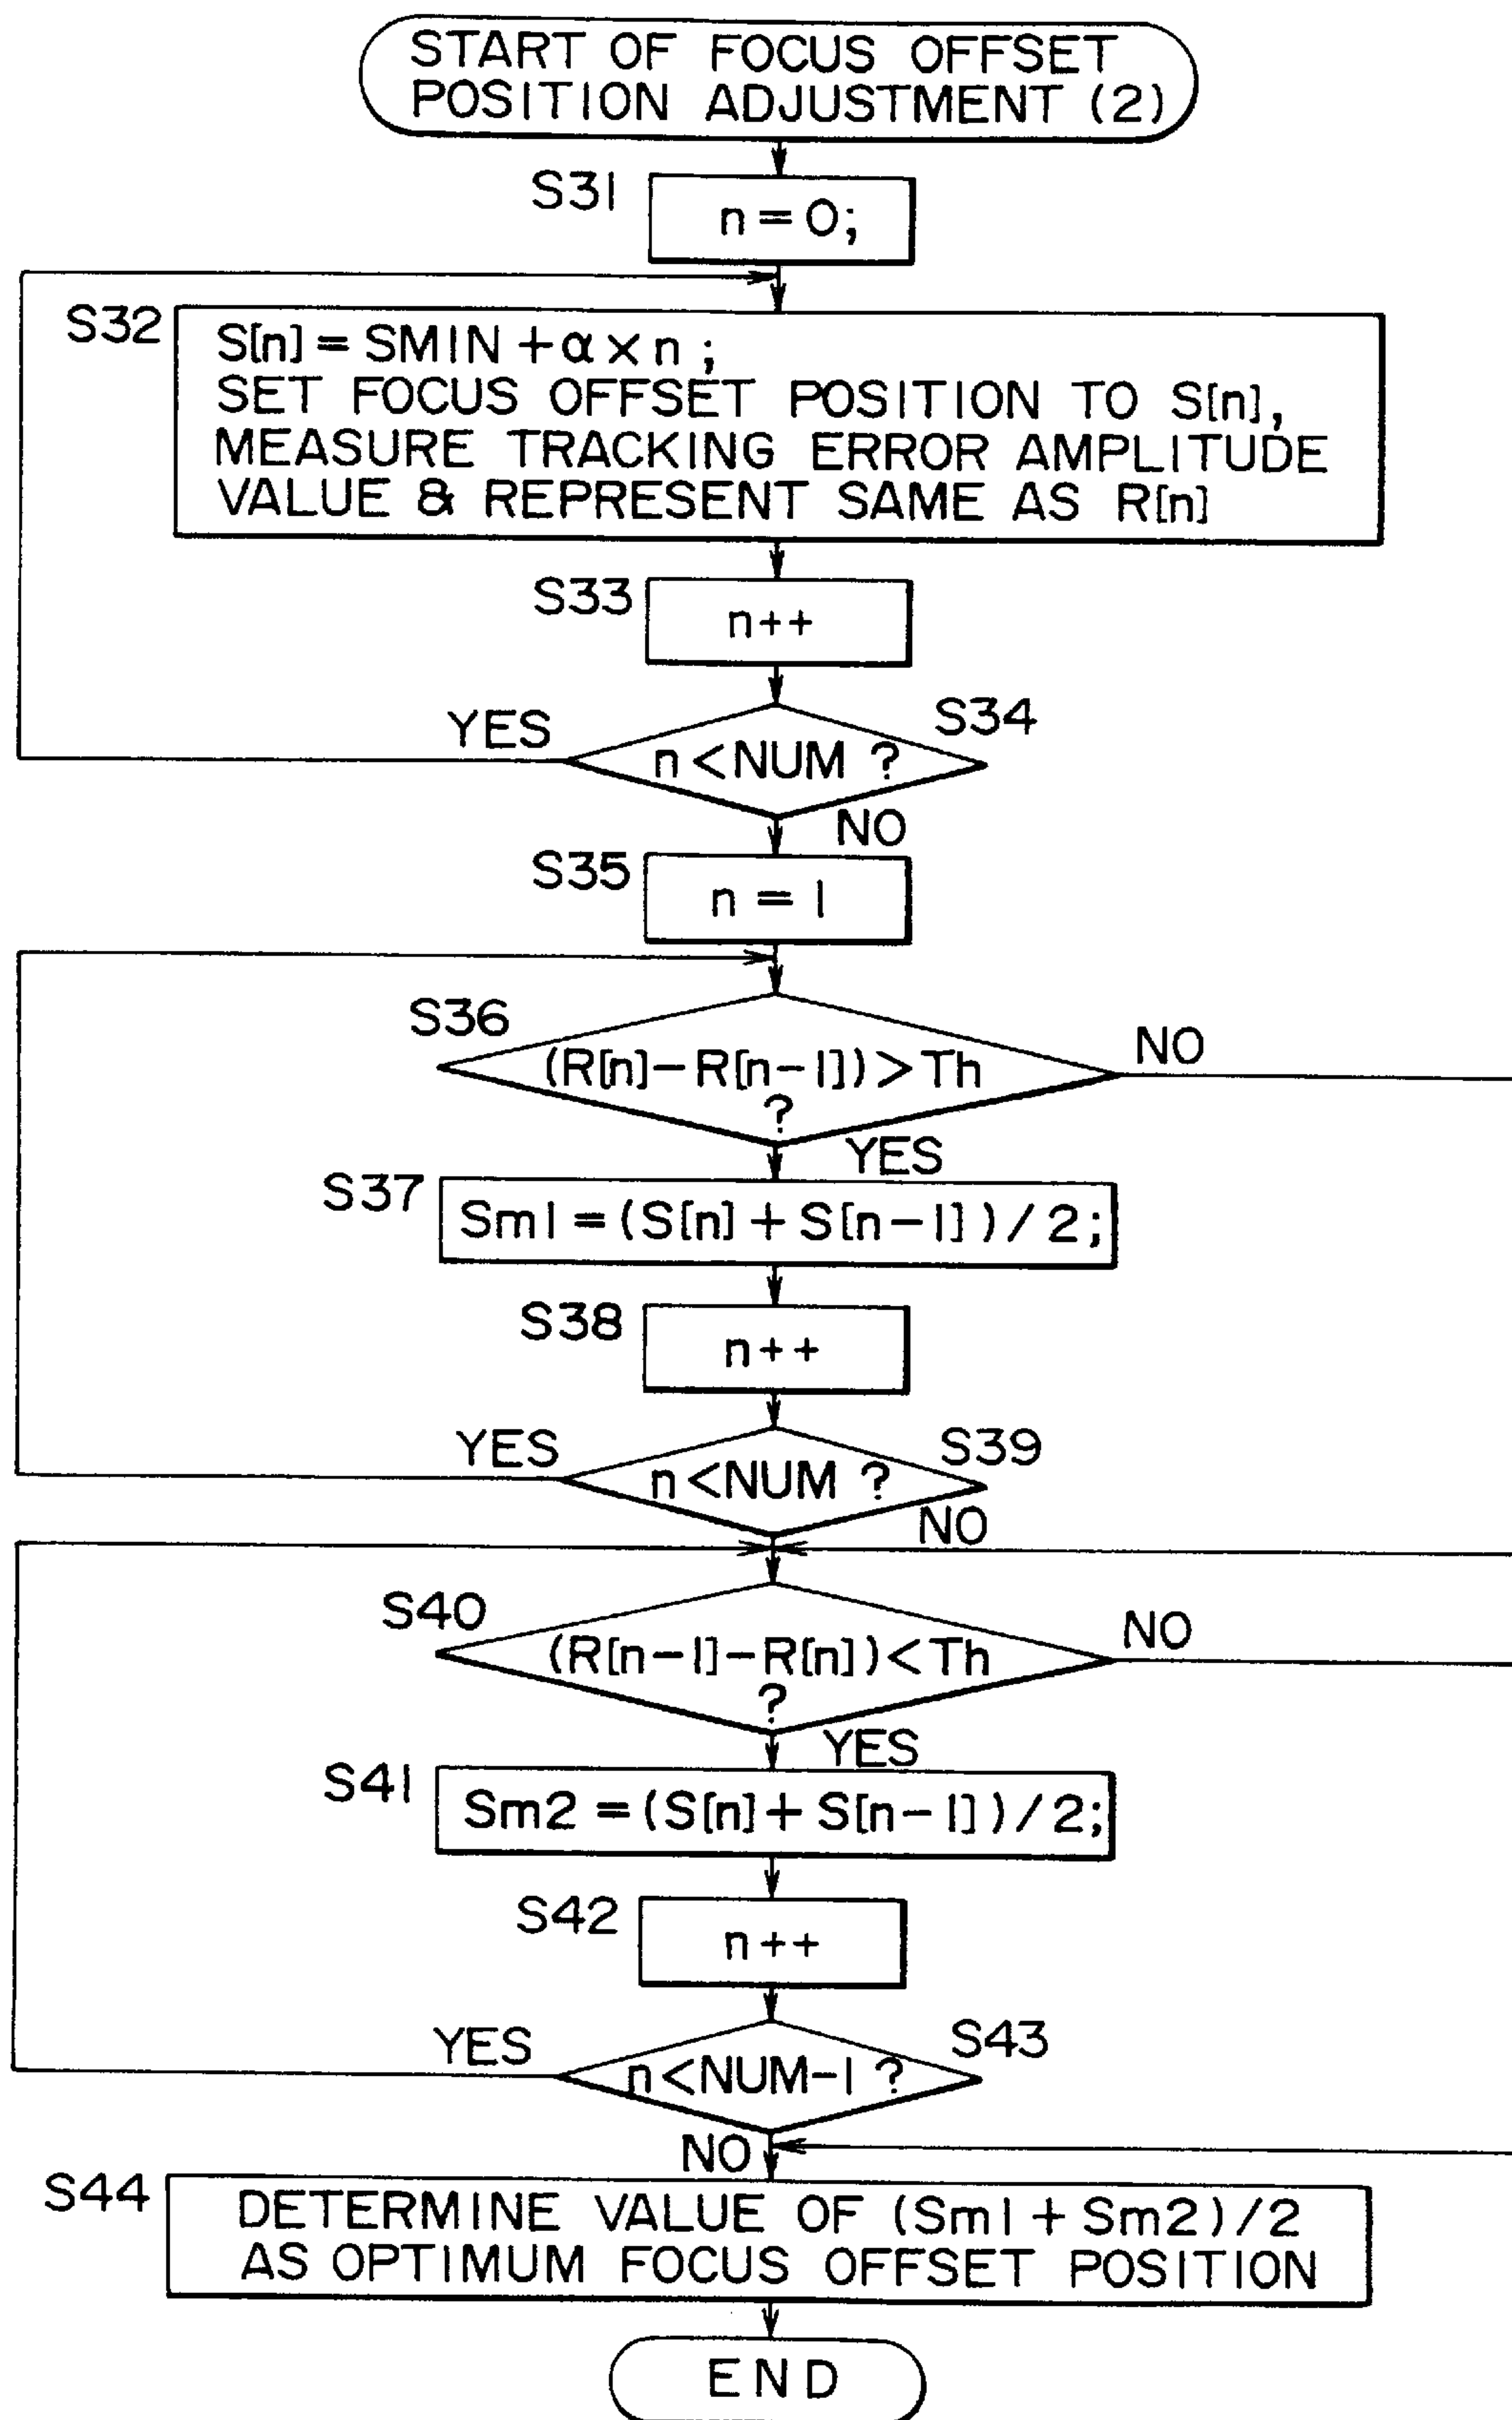 START OF FOCUS OFFSET
POSITION ADJUSTMENT (2)
S31
n = 0;
S32
S[n] = SMIN + α × n ;
SET FOCUS OFFSET POSITION TO S[n],
MEASURE TRACKING ERROR AMPLITUDE
VALUE & REPRESENT SAME AS R[n]
S33
n++
S34
YES
n < NUM ?
NO
S35
n = 1
S36
NO
(R[n]-R[n-1]) > Th
?
YES
S37
Sm1 = (S[n] + S[n-1]) / 2;
S38
n++
YES
S39
n < NUM ?
NO
S40
NO
(R[n-1]-R[n]) < Th
?
YES
S41
Sm2 = (S[n] + S[n-1]) / 2;
S42
n++
YES
S43
n < NUM-1 ?
NO
S44
DETERMINE VALUE OF (Sm1 + Sm2)/2
AS OPTIMUM FOCUS OFFSET POSITION
END